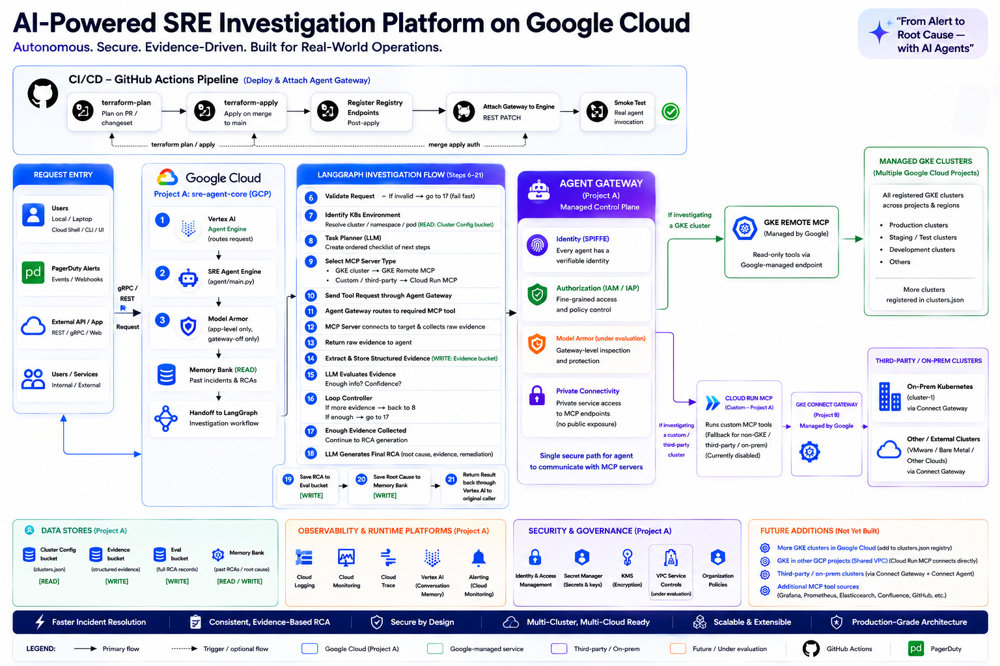 AI-Powered SRE Investigation Platform on Google Cloud
Autonomous. Secure. Evidence-Driven. Built for Real-World Operations.
“From Alert to
Root Cause —
with AI Agents”
CI/CD – GitHub Actions Pipeline (Deploy & Attach Agent Gateway)
terraform-plan
Plan on PR /
changeset
terraform-apply
Apply on merge
to main
Register Registry
Endpoints
Post-apply
Attach Gateway to Engine
REST PATCH
Smoke Test
Real agent
invocation
terraform plan / apply
merge apply auth
REQUEST ENTRY
Users
Local / Laptop
Cloud Shell / CLI / UI
pd
PagerDuty Alerts
Events / Webhooks
External API / App
REST / gRPC / Web
Users / Services
Internal / External
gRPC /
REST
Request
Google Cloud
Project A: sre-agent-core (GCP)
1
Vertex AI
Agent Engine
(routes request)
2
SRE Agent Engine
(agent/main.py)
3
Model Armor
(app-level only,
gateway-off only)
Memory Bank (READ)
Past incidents & RCAs
Handoff to LangGraph
Investigation workflow
LANGGRAPH INVESTIGATION FLOW (Steps 6–21)
6 Validate Request – If invalid → go to 17 (fail fast)
7 Identify K8s Environment
Resolve cluster / namespace / pod (READ: Cluster Config bucket)
8 Task Planner (LLM)
Create ordered checklist of next steps
9 Select MCP Server Type
• GKE cluster → GKE Remote MCP
• Custom / third-party → Cloud Run MCP
10 Send Tool Request through Agent Gateway
11 Agent Gateway routes to required MCP tool
12 MCP Server connects to target & collects raw evidence
13 Return raw evidence to agent
14 Extract & Store Structured Evidence (WRITE: Evidence bucket)
15 LLM Evaluates Evidence
Enough info? Confidence?
16 Loop Controller
If more evidence → back to 8
If enough → go to 17
17 Enough Evidence Collected
Continue to RCA generation
18 LLM Generates Final RCA (root cause, evidence, remediation)
19 Save RCA to
Eval bucket
[WRITE]
20 Save Root Cause to
Memory Bank
[WRITE]
21 Return Result
back through
Vertex AI to
original caller
AGENT GATEWAY
(Project A)
Managed Control Plane
Identity (SPIFFE)
Every agent has a
verifiable identity
Authorization (IAM / IAP)
Fine-grained access
and policy control
Model Armor (under evaluation)
Gateway-level inspection
and protection
Private Connectivity
Private service access
to MCP endpoints
(no public exposure)
Single secure path for agent
to communicate with MCP servers
If investigating
a GKE cluster
GKE REMOTE MCP
(Managed by Google)
Read-only tools via
Google-managed endpoint
MANAGED GKE CLUSTERS
(Multiple Google Cloud Projects)
All registered GKE clusters
across projects & regions
• Production clusters
• Staging / Test clusters
• Development clusters
• Others
More clusters
registered in clusters.json
If investigating
a custom /
third-party
cluster
CLOUD RUN MCP
(Custom – Project A)
Runs custom MCP tools
(Fallback for non-GKE /
third-party / on-prem)
(Currently disabled)
GKE CONNECT GATEWAY
(Project B)
Managed by Google
THIRD-PARTY / ON-PREM CLUSTERS
On-Prem Kubernetes
(cluster-1)
via Connect Gateway
Other / External Clusters
(VMware / Bare Metal /
Other Clouds)
via Connect Gateway
DATA STORES (Project A)
Cluster Config
bucket
(clusters.json)
[READ]
Evidence
bucket
(structured evidence)
[WRITE]
Eval
bucket
(full RCA records)
[WRITE]
Memory Bank
(past RCAs / root cause)
[READ / WRITE]
OBSERVABILITY & RUNTIME PLATFORMS (Project A)
Cloud
Logging
Cloud
Monitoring
Cloud
Trace
Vertex AI
(Conversation
Memory)
Alerting
(Cloud
Monitoring)
SECURITY & GOVERNANCE (Project A)
Identity & Access
Management
Secret Manager
(Secrets & keys)
KMS
(Encryption)
VPC Service
Controls
(under evaluation)
Organization
Policies
FUTURE ADDITIONS (Not Yet Built)
More GKE clusters in Google Cloud (add to clusters.json registry)
GKE in other GCP projects (Shared VPC) (Cloud Run MCP connects directly)
Third-party / on-prem clusters (via Connect Gateway + Connect Agent)
Additional MCP tool sources
(Grafana, Prometheus, Elasticcearch, Confluence, GitHub, etc.)
Faster Incident Resolution
Consistent, Evidence-Based RCA
Secure by Design
Multi-Cluster, Multi-Cloud Ready
Scalable & Extensible
Production-Grade Architecture
LEGEND:
Primary flow
Trigger / optional flow
Google Cloud (Project A)
Google-managed service
Third-party / On-prem
Future / Under evaluation
GitHub Actions
pd
PagerDuty